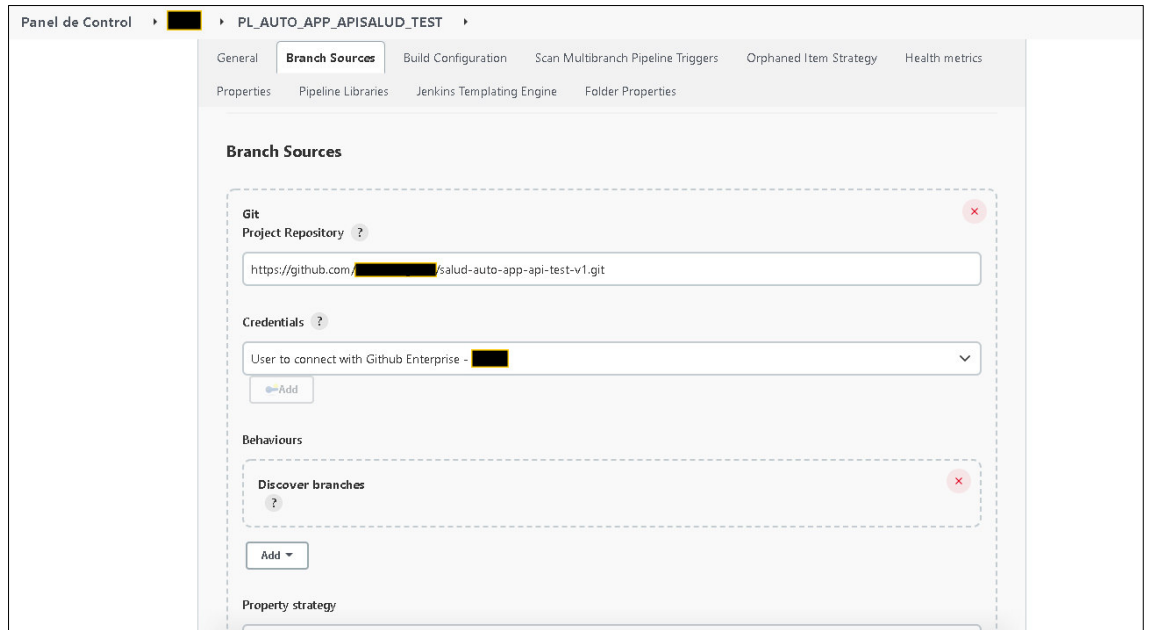 Panel de Control PL_AUTO_APP_APISALUD_TEST
General Branch Sources Build Configuration Scan Multibranch Pipeline Triggers Orphaned Item Strategy Health metrics
Properties Pipeline Libraries Jenkins Templating Engine Folder Properties
Branch Sources
Git
Project Repository ?
https://github.com/ /salud-auto-app-api-test-v1.git
Credentials ?
User to connect with Github Enterprise -
Add
Behaviours
Discover branches
?
Add
Property strategy